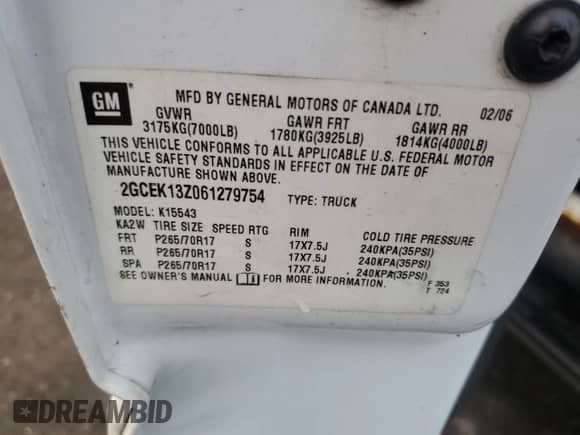 GM
MFD BY GENERAL MOTORS OF CANADA LTD. 02/06
GVWR GAWR FRT GAWR RR
3175KG(7000LB) 1780KG(3925LB) 1814KG(4000LB)
THIS VEHICLE CONFORMS TO ALL APPLICABLE U.S. FEDERAL MOTOR
VEHICLE SAFETY STANDARDS IN EFFECT ON THE DATE OF
MANUFACTURE SHOWN ABOVE.
2GCEK13Z061279754 TYPE: TRUCK
MODEL: K15543
KA2W TIRE SIZE SPEED RTG RIM COLD TIRE PRESSURE
FRT P265/70R17 S 17X7.5J 240KPA(35PSI)
RR P265/70R17 S 17X7.5J 240KPA(35PSI)
SPA P265/70R17 S 17X7.5J 240KPA(35PSI)
SEE OWNER'S MANUAL FOR MORE INFORMATION.
F 353
T 724
DREAMBID